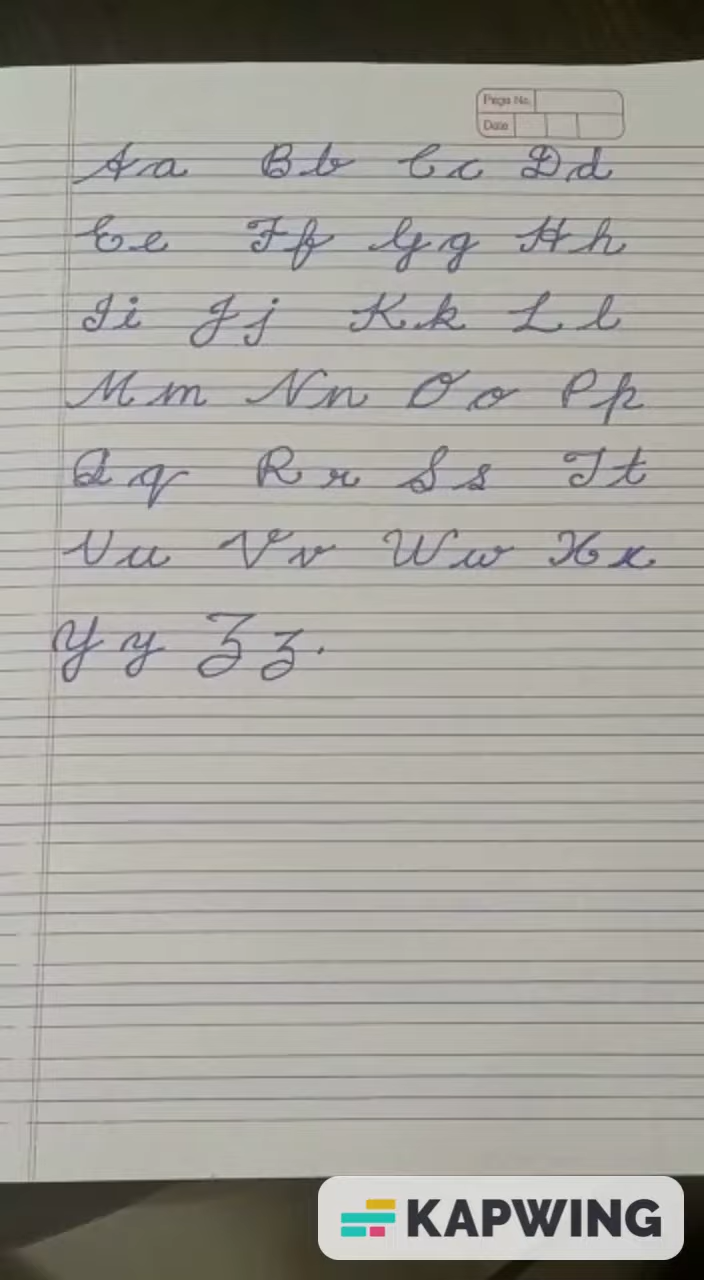 Page No.
Date
Aa Bb Cc Dd
Ee Ff Gg Hh
Ii Jj Kk Ll
Mm Nn Oo Pp
Qq Rr Ss Tt
Uu Vv Ww Xx
Yy Zz.
KAPWING